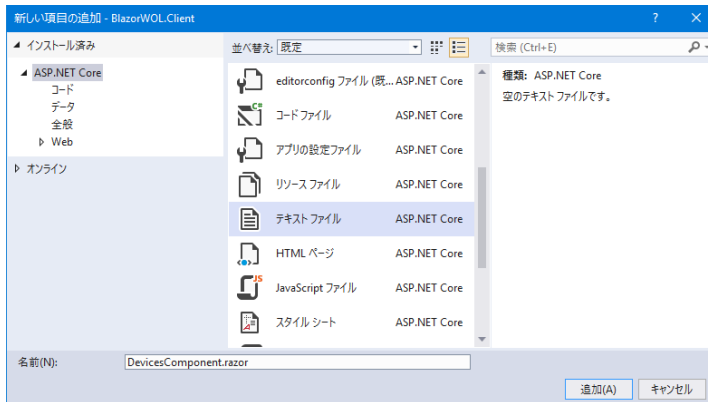 新しい項目の追加 - BlazorWOL.Client
インストール済み
並べ替え: 既定
検索 (Ctrl+E)
ASP.NET Core
コード
データ
全般
Web
オンライン
editorconfig ファイル (既... ASP.NET Core
コード ファイル ASP.NET Core
アプリの設定ファイル ASP.NET Core
リソース ファイル ASP.NET Core
テキスト ファイル ASP.NET Core
HTML ページ ASP.NET Core
JavaScript ファイル ASP.NET Core
スタイル シート ASP.NET Core
種類: ASP.NET Core
空のテキスト ファイルです。
名前(N): DevicesComponent.razor
追加(A) キャンセル